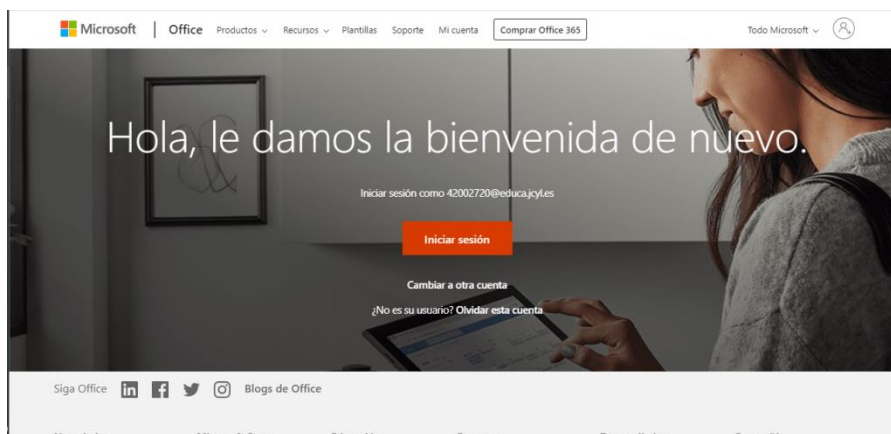 Microsoft | Office Productos Recursos Plantillas Soporte Mi cuenta Comprar Office 365 Todo Microsoft
Hola, le damos la bienvenida de nuevo.
Iniciar sesión como 42002720@educa.jcyl.es
Iniciar sesión
Cambiar a otra cuenta
¿No es su usuario? Olvidar esta cuenta
Siga Office Blogs de Office